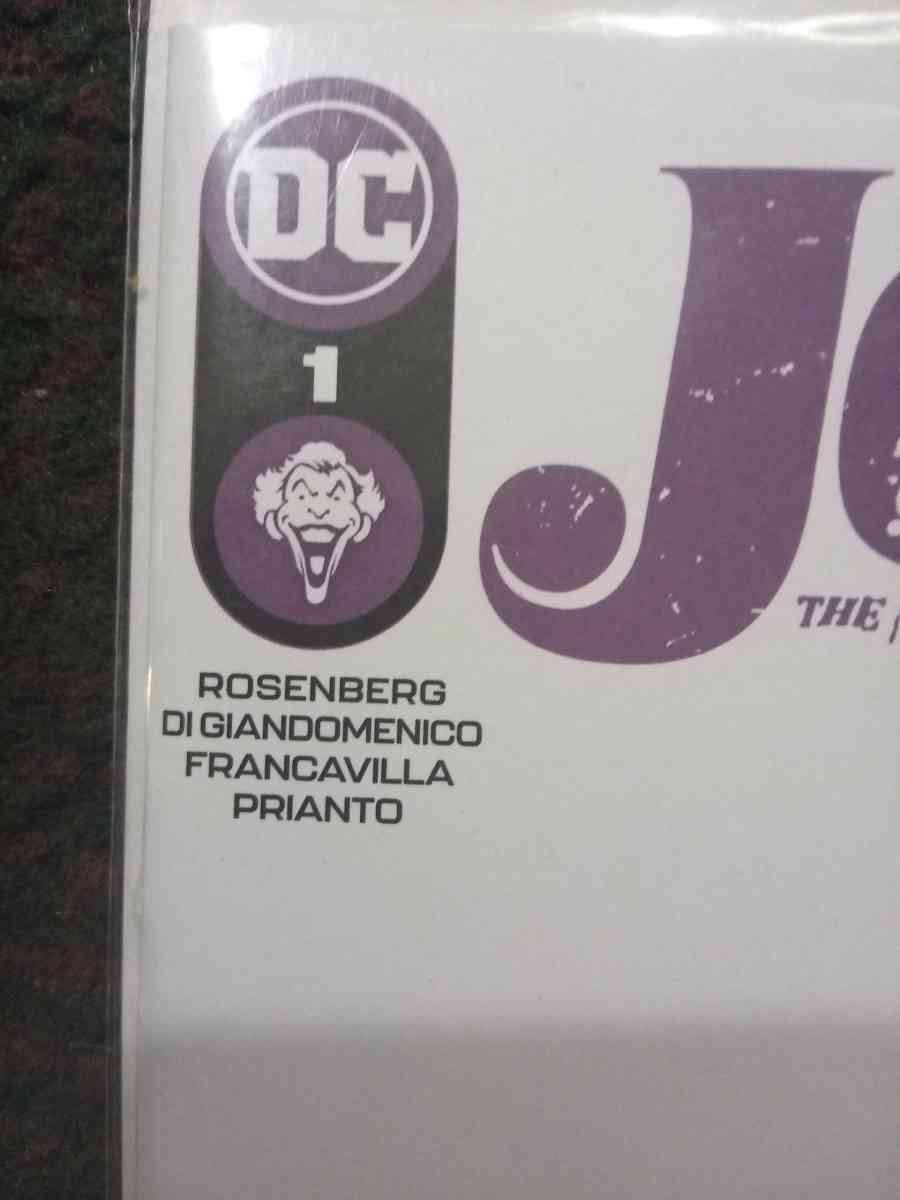 DC
1
J
THE
ROSENBERG
DI GIANDOMENICO
FRANCAVILLA
PRIANTO